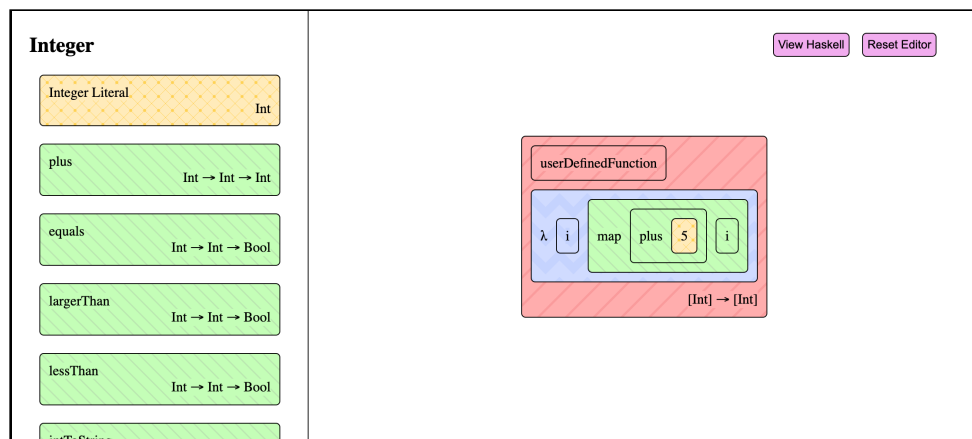 Integer
Integer Literal
Int
plus
Int → Int → Int
equals
Int → Int → Bool
largerThan
Int → Int → Bool
lessThan
Int → Int → Bool
View Haskell
Reset Editor
userDefinedFunction
λ i map plus 5 i
[Int] → [Int]